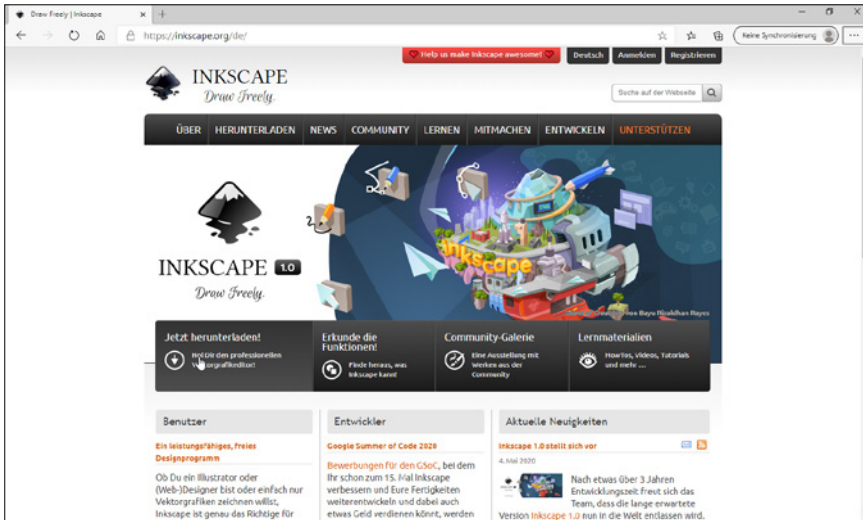 Draw Freely | Inkscape
https://inkscape.org/de/
Keine Synchronisierung
Help us make Inkscape awesome!
Deutsch
Anmelden
Registrieren
INKSCAPE
Draw Freely.
Suche auf der Webseite
ÜBER HERUNTERLADEN NEWS COMMUNITY LERNEN MITMACHEN ENTWICKELN UNTERSTÜTZEN
inkscape
INKSCAPE 1.0
Draw Freely.
Jetzt herunterladen!
Hol Dir den professionellen
Vektorgrafikeditor!
Erkunde die
Funktionen!
Finde heraus, was
Inkscape kann!
Community-Galerie
Eine Ausstellung mit
Werken aus der
Community
Lernmaterialien
HowTos, Videos, Tutorials
und mehr ...
Benutzer
Ein leistungsfähiges, freies
Designprogramm
Ob Du ein Illustrator oder
(Web-)Designer bist oder einfach nur
Vektorgrafiken zeichnen willst,
Inkscape ist genau das Richtige für
Entwickler
Google Summer of Code 2020
Bewerbungen für den GSoC, bei dem
Ihr schon zum 15. Mal Inkscape
verbessern und Eure Fertigkeiten
weiterentwickeln und dabei auch
etwas Geld verdienen könnt, werden
Aktuelle Neuigkeiten
Inkscape 1.0 stellt sich vor
4. Mai 2020
Nach etwas über 3 Jahren
Entwicklungszeit freut sich das
Team, dass die lange erwartete
Version Inkscape 1.0 nun in die Welt entlassen wird.